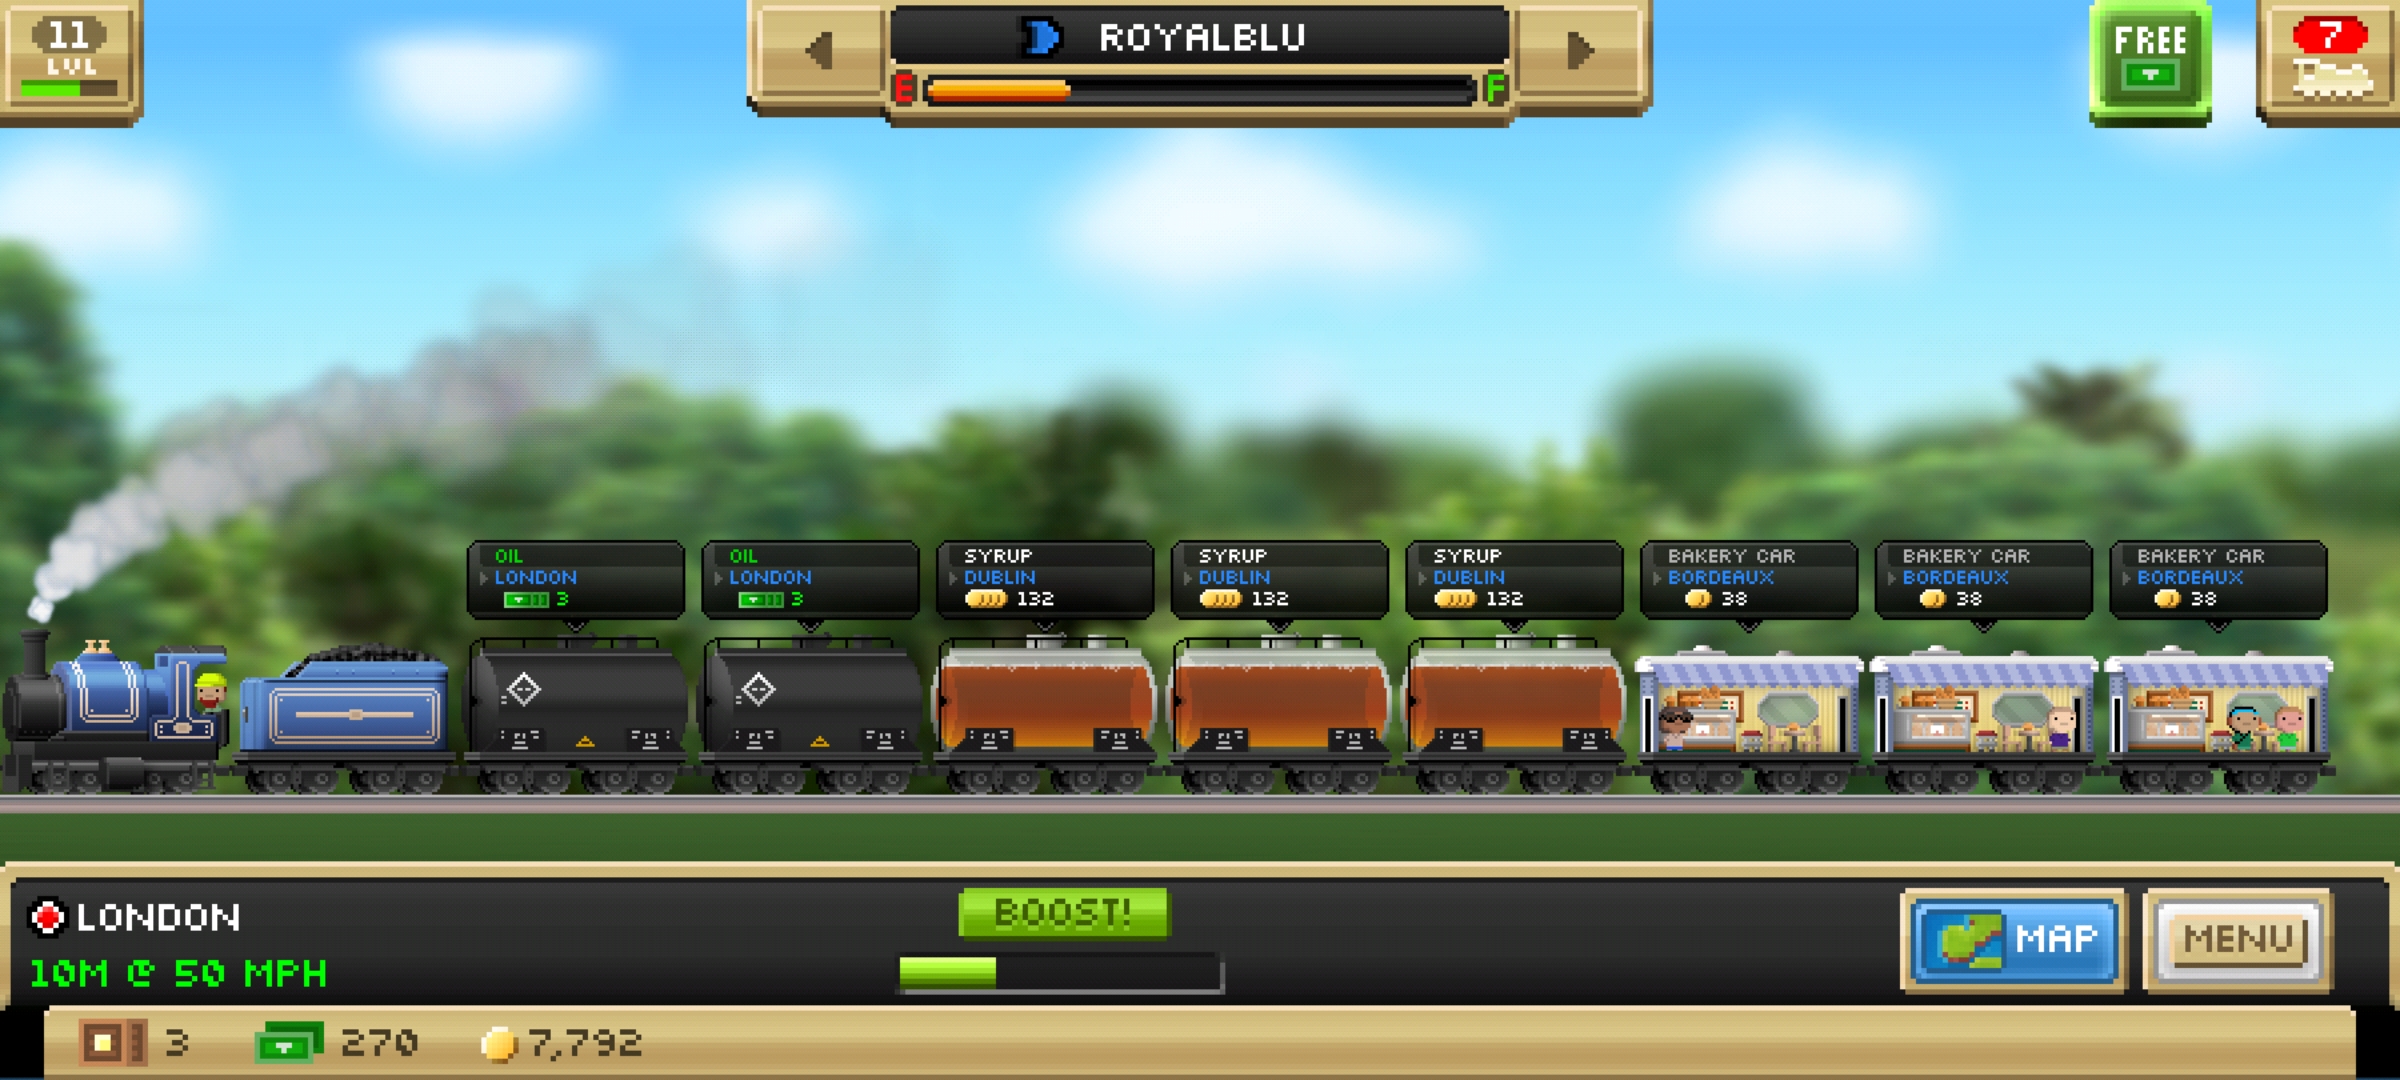 11
LVL
ROYALBLU
E
F
FREE
7
OIL
LONDON
3
OIL
LONDON
3
SYRUP
DUBLIN
132
SYRUP
DUBLIN
132
SYRUP
DUBLIN
132
BAKERY CAR
BORDEAUX
38
BAKERY CAR
BORDEAUX
38
BAKERY CAR
BORDEAUX
38
LONDON
10M @ 50 MPH
BOOST!
MAP
MENU
3
270
7,792